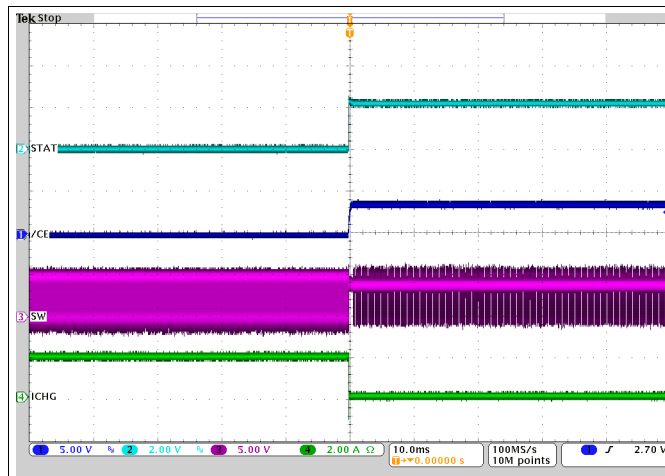 Tek Stop
T
T
2 STAT
1 /CE
3 SW
4 ICHG
1 5.00 V 2 2.00 V 3 5.00 V 4 2.00 A Ω 10.0ms 100MS/s 1 2.70 V
T→▼0.00000 s 10M points